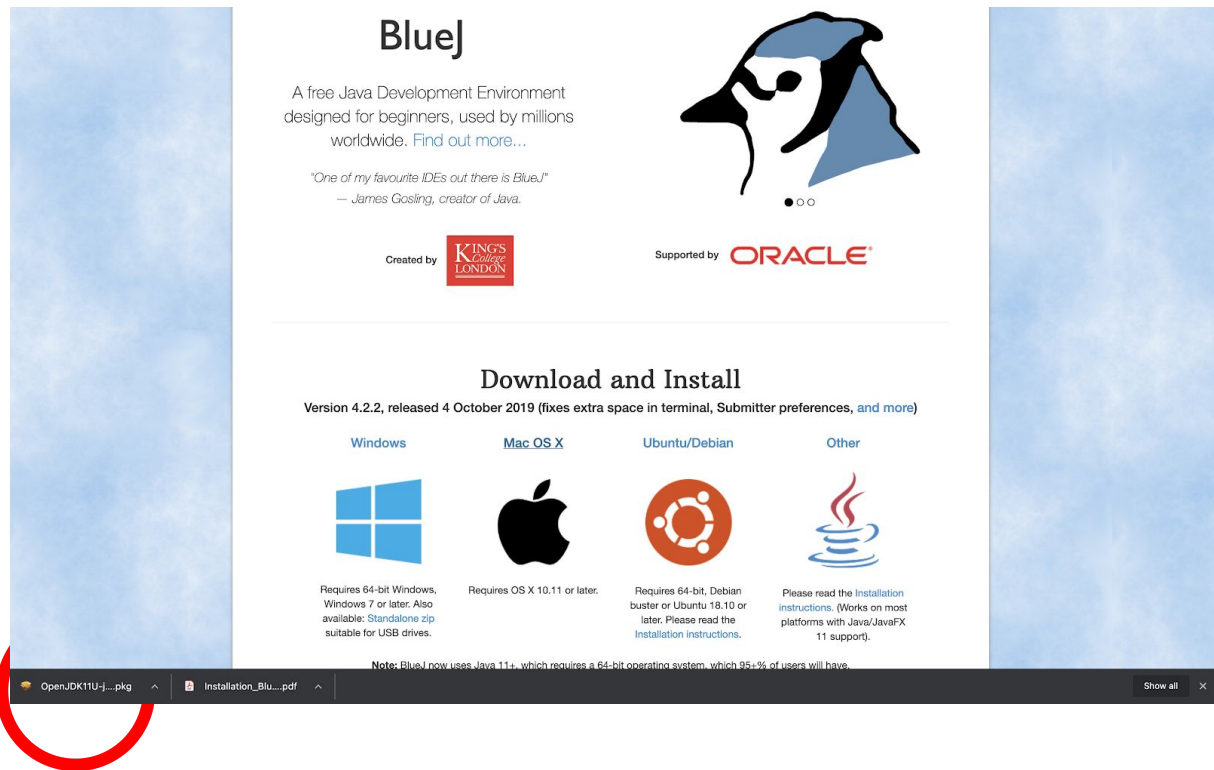 BlueJ
A free Java Development Environment
designed for beginners, used by millions
worldwide. Find out more...
"One of my favourite IDEs out there is BlueJ"
— James Gosling, creator of Java.
Created by
KING'S
College
LONDON
Supported by ORACLE
Download and Install
Version 4.2.2, released 4 October 2019 (fixes extra space in terminal, Submitter preferences, and more)
Windows
Requires 64-bit Windows,
Windows 7 or later. Also
available: Standalone zip
suitable for USB drives.
Mac OS X
Requires OS X 10.11 or later.
Ubuntu/Debian
Requires 64-bit, Debian
buster or Ubuntu 18.10 or
later. Please read the
Installation instructions.
Other
Please read the Installation
instructions. (Works on most
platforms with Java/JavaFX
11 support).
Note: BlueJ now uses Java 11+, which requires a 64-bit operating system, which 95+% of users will have.
OpenJDK11U-j....pkg
Installation_Blu....pdf
Show all